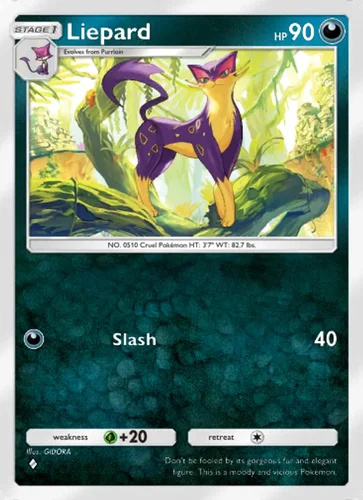 STAGE 1 Liepard HP 90
Evolves from Purrloin
NO. 0510 Cruel Pokémon HT: 3'7" WT: 82.7 lbs.
Slash 40
weakness +20 retreat
Illus. GIDORA
Don't be fooled by its gorgeous fur and elegant
figure. This is a moody and vicious Pokémon.